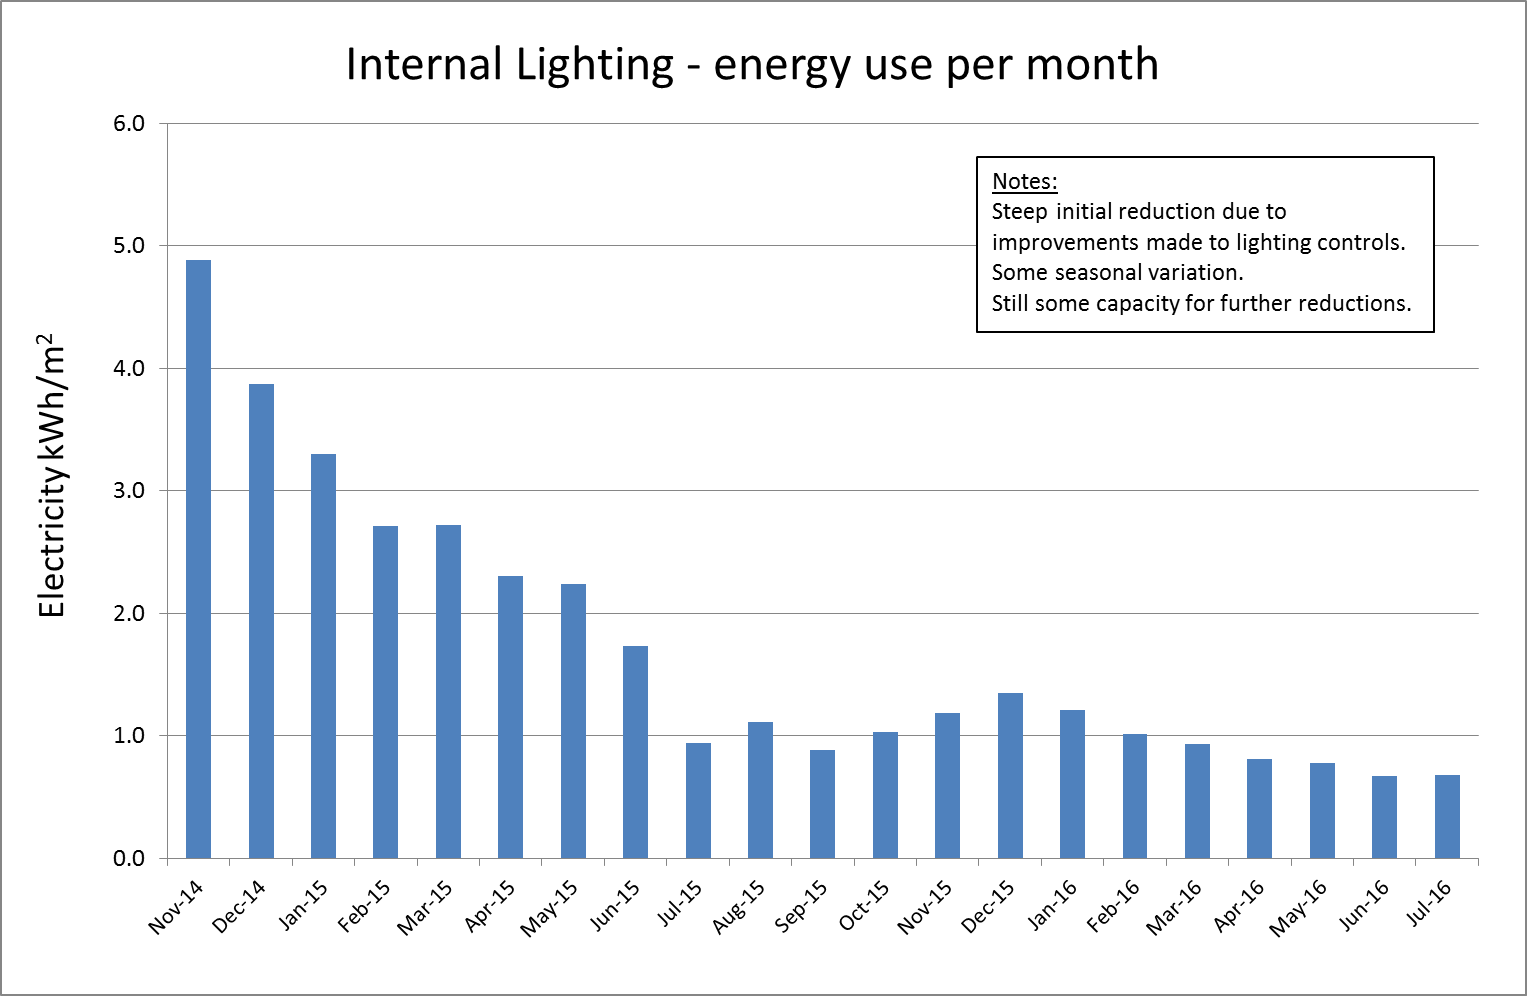 Internal Lighting - energy use per month
6.0
5.0
4.0
3.0
2.0
1.0
0.0
Electricity kWh/m²
Notes:
Steep initial reduction due to
improvements made to lighting controls.
Some seasonal variation.
Still some capacity for further reductions.
Nov-14
Dec-14
Jan-15
Feb-15
Mar-15
Apr-15
May-15
Jun-15
Jul-15
Aug-15
Sep-15
Oct-15
Nov-15
Dec-15
Jan-16
Feb-16
Mar-16
Apr-16
May-16
Jun-16
Jul-16